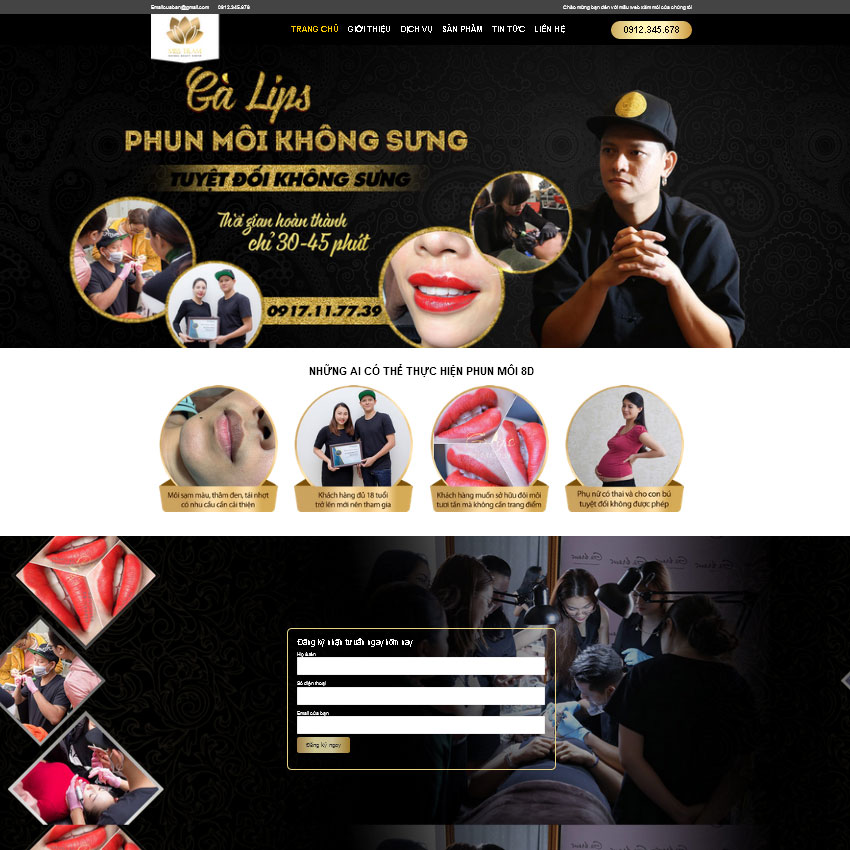 Email:uaban@gmail.com 0912.345.678
Chào mừng bạn đến với mẫu web xăm môi của chúng tôi
TRANG CHỦ GIỚI THIỆU DỊCH VỤ SẢN PHẨM TIN TỨC LIÊN HỆ
0912.345.678
Gà Lips
PHUN MÔI KHÔNG SƯNG
TUYỆT ĐỐI KHÔNG SƯNG
Thời gian hoàn thành
chỉ 30-45 phút
0917.11.77.39
NHỮNG AI CÓ THỂ THỰC HIỆN PHUN MÔI 8D
Môi sạm màu, thâm đen, tái nhợt
có nhu cầu cần cải thiện
Khách hàng đủ 18 tuổi
trở lên mới nên tham gia
Khách hàng muốn sở hữu đôi môi
tươi tắn mà không cần trang điểm
Phụ nữ có thai và cho con bú
tuyệt đối không được phép
Đăng ký nhận tư vấn ngay hôm nay
Họ & tên
Số điện thoại
Email của bạn
Đăng ký ngay